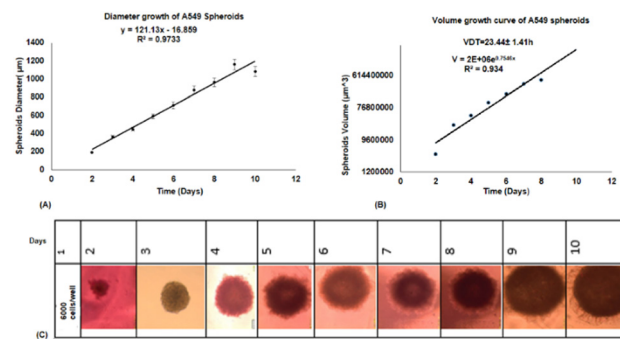 Diameter growth of A549 Spheroids
y = 121.13x - 16.859
R² = 0.9733
Spheroids Diameter( µm)
1400
1200
1000
800
600
400
200
0
0 2 4 6 8 10 12
Time (Days)
(A)
Volume growth curve of A549 spheroids
VDT=23.44± 1.41h
V = 2E+06e
R² = 0.934
Spheroids Volume (µm^3)
614400000
76800000
9600000
1200000
0 2 4 6 8 10 12
Time (Days)
(B)
Days 1 2 3 4 5 6 7 8 9 10
6000
cells/well
(C)